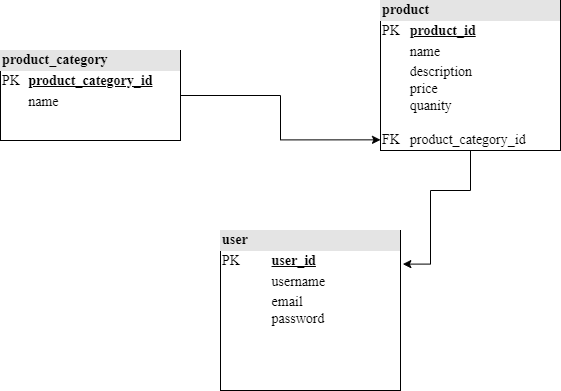 product
PK product_id
name
description
price
quanity
FK product_category_id
product_category
PK product_category_id
name
user
PK user_id
username
email
password